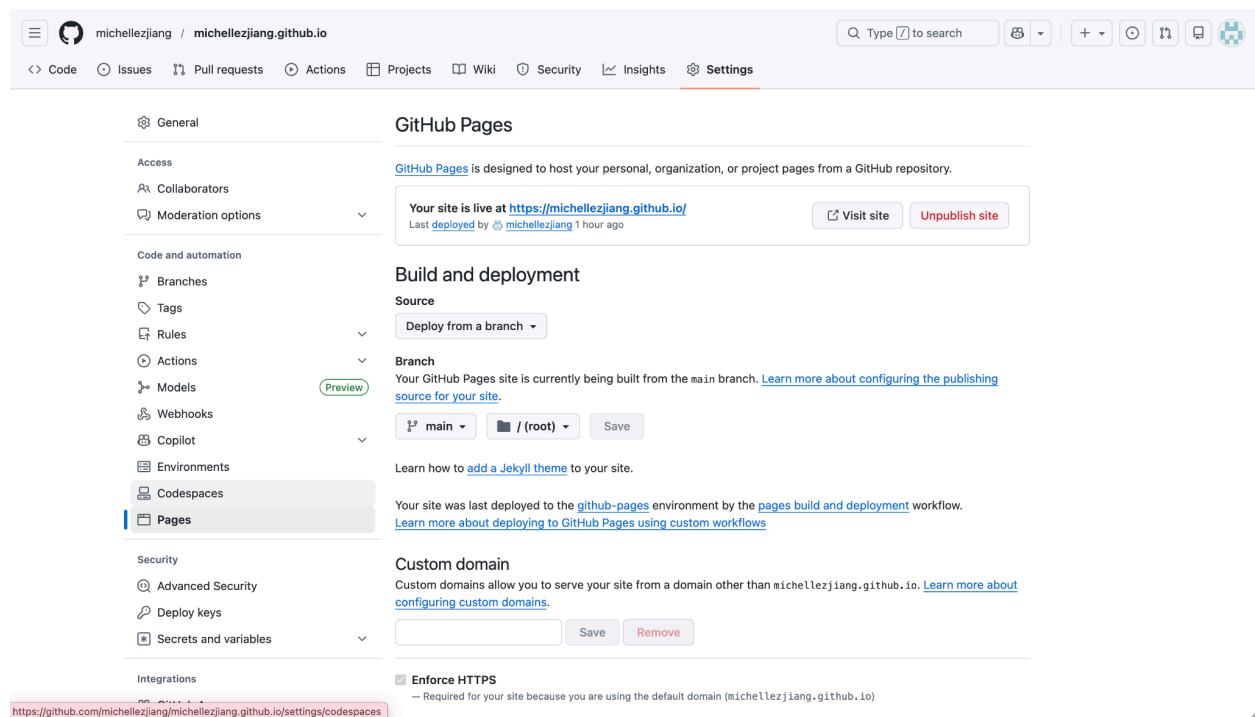 michellezjiang / michellezjiang.github.io
Type / to search
Code Issues Pull requests Actions Projects Wiki Security Insights Settings
General
Access
Collaborators
Moderation options
Code and automation
Branches
Tags
Rules
Actions
Models Preview
Webhooks
Copilot
Environments
Codespaces
Pages
Security
Advanced Security
Deploy keys
Secrets and variables
Integrations
https://github.com/michellezjiang/michellezjiang.github.io/settings/codespaces
GitHub Pages
GitHub Pages is designed to host your personal, organization, or project pages from a GitHub repository.
Your site is live at https://michellezjiang.github.io/
Last deployed by michellezjiang 1 hour ago
Visit site Unpublish site
Build and deployment
Source
Deploy from a branch
Branch
Your GitHub Pages site is currently being built from the main branch. Learn more about configuring the publishing
source for your site.
main / (root) Save
Learn how to add a Jekyll theme to your site.
Your site was last deployed to the github-pages environment by the pages build and deployment workflow.
Learn more about deploying to GitHub Pages using custom workflows
Custom domain
Custom domains allow you to serve your site from a domain other than michellezjiang.github.io. Learn more about
configuring custom domains.
Save Remove
Enforce HTTPS
— Required for your site because you are using the default domain (michellezjiang.github.io)